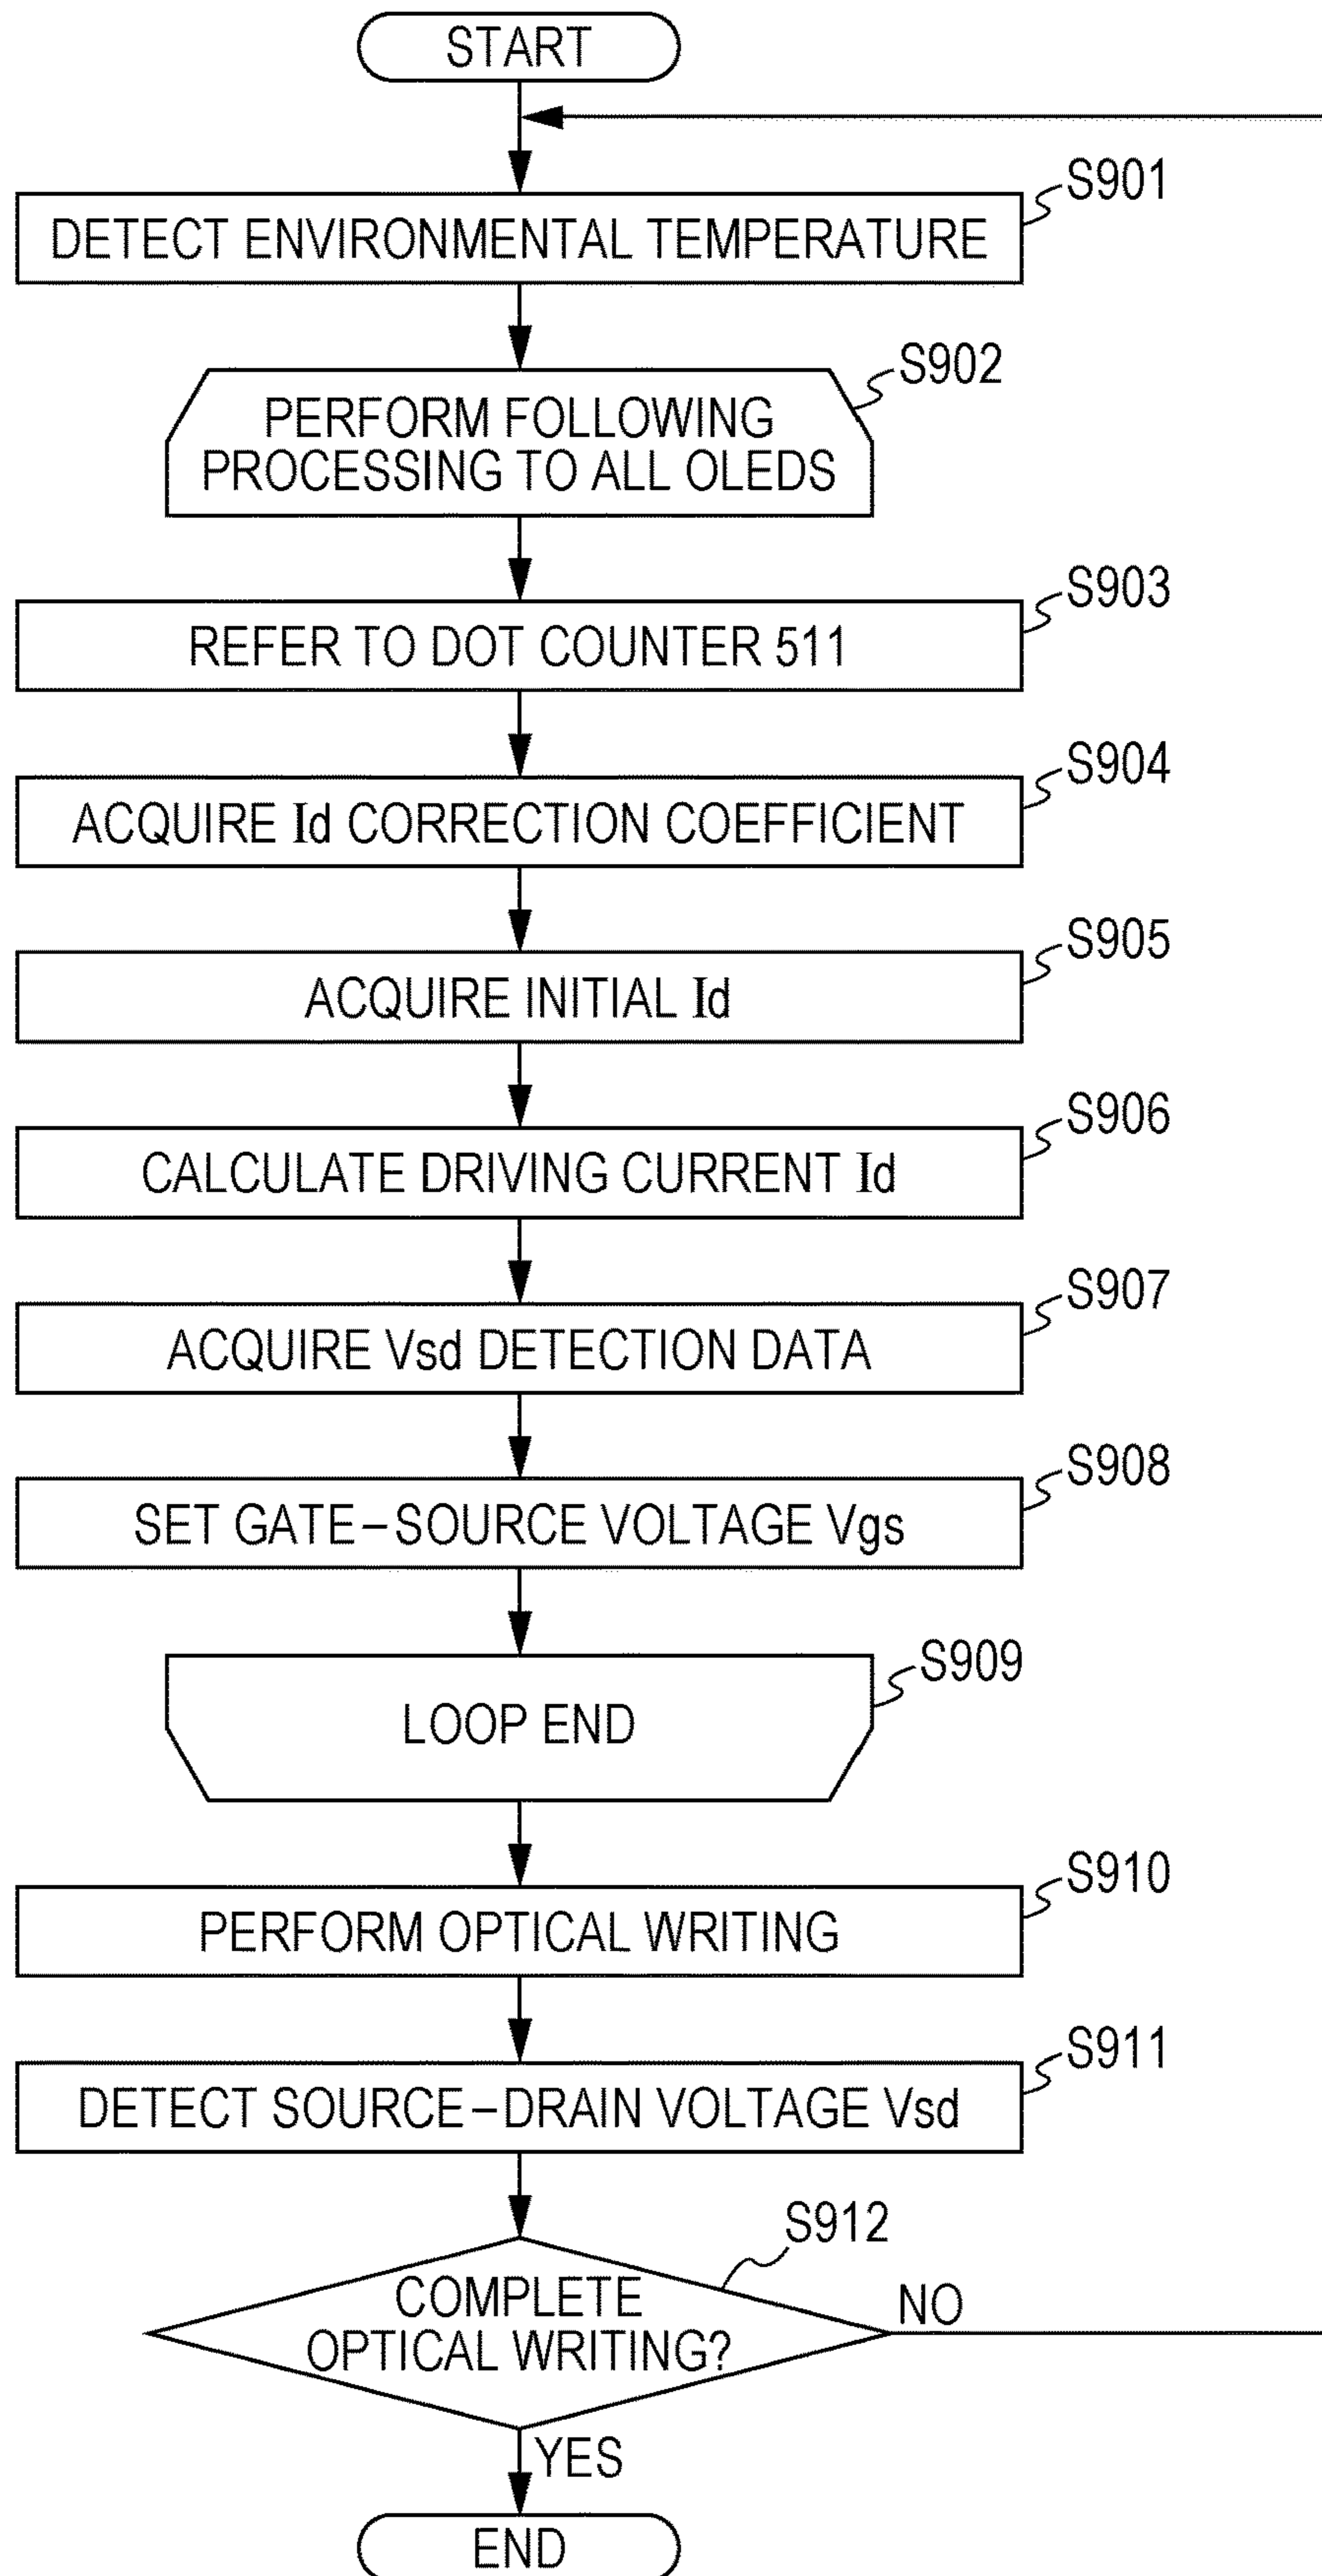 START
S901
DETECT ENVIRONMENTAL TEMPERATURE
S902
PERFORM FOLLOWING
PROCESSING TO ALL OLEDS
S903
REFER TO DOT COUNTER 511
S904
ACQUIRE Id CORRECTION COEFFICIENT
S905
ACQUIRE INITIAL Id
S906
CALCULATE DRIVING CURRENT Id
S907
ACQUIRE Vsd DETECTION DATA
S908
SET GATE–SOURCE VOLTAGE Vgs
S909
LOOP END
S910
PERFORM OPTICAL WRITING
S911
DETECT SOURCE–DRAIN VOLTAGE Vsd
S912
COMPLETE
OPTICAL WRITING?
NO
YES
END